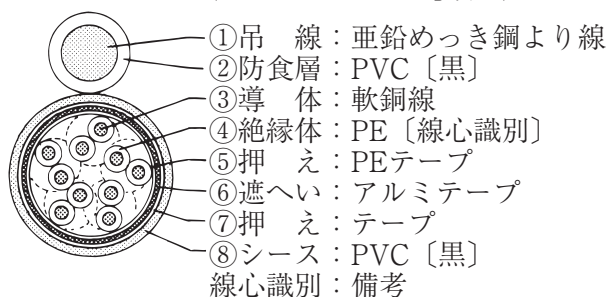 ①吊　線：亜鉛めっき鋼より線
②防食層：PVC〔黒〕
③導　体：軟銅線
④絶縁体：PE〔線心識別〕
⑤押　え：PEテープ
⑥遮へい：アルミテープ
⑦押　え：テープ
⑧シース：PVC〔黒〕
線心識別：備考